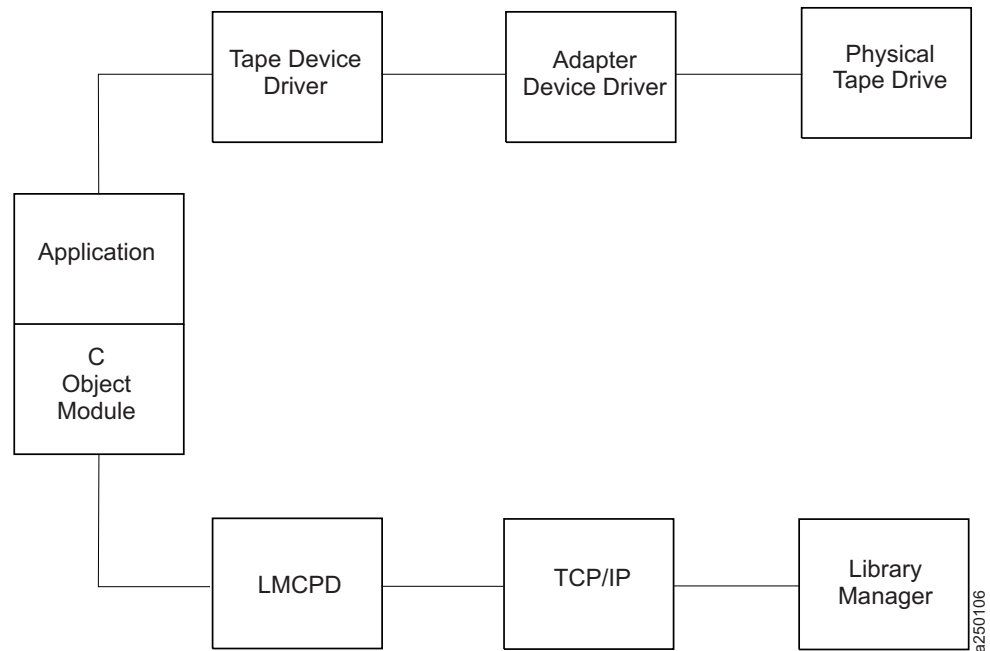 Tape Device
Driver
Adapter
Device Driver
Physical
Tape Drive
Application
C
Object
Module
LMCPD
TCP/IP
Library
Manager
a250106